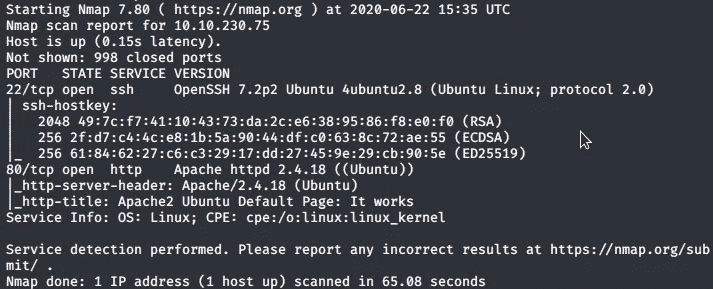 Starting Nmap 7.80 ( https://nmap.org ) at 2020-06-22 15:35 UTC
Nmap scan report for 10.10.230.75
Host is up (0.15s latency).
Not shown: 998 closed ports
PORT   STATE SERVICE VERSION
22/tcp open  ssh     OpenSSH 7.2p2 Ubuntu 4ubuntu2.8 (Ubuntu Linux; protocol 2.0)
| ssh-hostkey:
|   2048 49:7c:f7:41:10:43:73:da:2c:e6:38:95:86:f8:e0:f0 (RSA)
|   256 2f:d7:c4:4c:e8:1b:5a:90:44:df:c0:63:8c:72:ae:55 (ECDSA)
|_  256 61:84:62:27:c6:c3:29:17:dd:27:45:9e:29:cb:90:5e (ED25519)
80/tcp open  http    Apache httpd 2.4.18 ((Ubuntu))
|_http-server-header: Apache/2.4.18 (Ubuntu)
|_http-title: Apache2 Ubuntu Default Page: It works
Service Info: OS: Linux; CPE: cpe:/o:linux:linux_kernel
Service detection performed. Please report any incorrect results at https://nmap.org/sub
mit/ .
Nmap done: 1 IP address (1 host up) scanned in 65.08 seconds